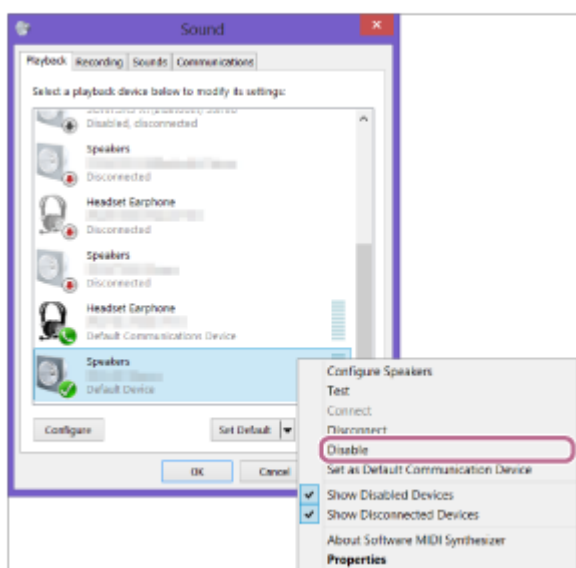 Sound
Playback Recording Sounds Communications
Select a playback device below to modify its settings:
Disabled, disconnected
Speakers
Disconnected
Headset Earphone
Disconnected
Speakers
Disconnected
Headset Earphone
Default Communications Device
Speakers
Default Device
Configure Speakers
Test
Connect
Disconnect
Disable
Set as Default Communication Device
Show Disabled Devices
Show Disconnected Devices
About Software MIDI Synthesizer
Properties
Configure Set Default
OK Cancel